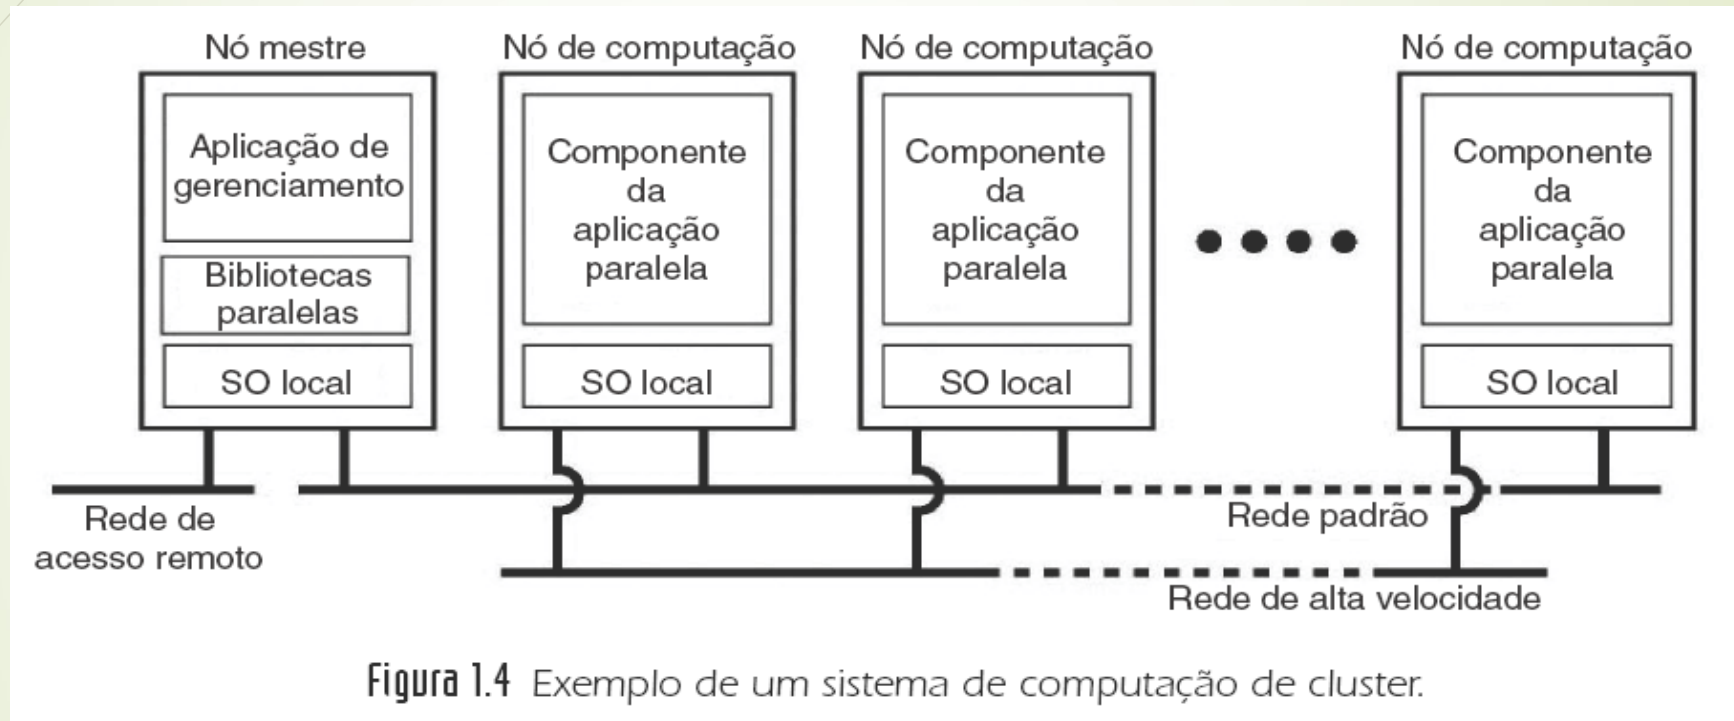 Nó mestre
Nó de computação
Nó de computação
Nó de computação
Aplicação de
gerenciamento
Bibliotecas
paralelas
SO local
Componente
da
aplicação
paralela
SO local
Componente
da
aplicação
paralela
SO local
Componente
da
aplicação
paralela
SO local
Rede de
acesso remoto
Rede padrão
Rede de alta velocidade
Figura 1.4 Exemplo de um sistema de computação de cluster.